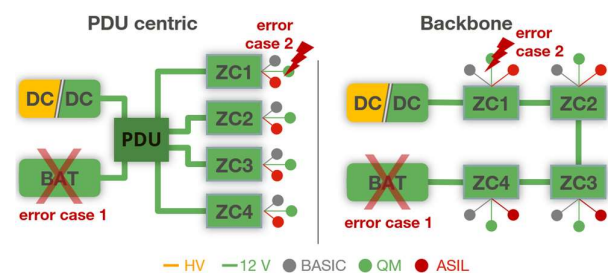 PDU centric
error
case 2
DC DC
PDU
BAT
error case 1
ZC1
ZC2
ZC3
ZC4
Backbone
error
case 2
DC DC
ZC1
ZC2
BAT
ZC4
ZC3
error case 1
HV 12 V BASIC QM ASIL